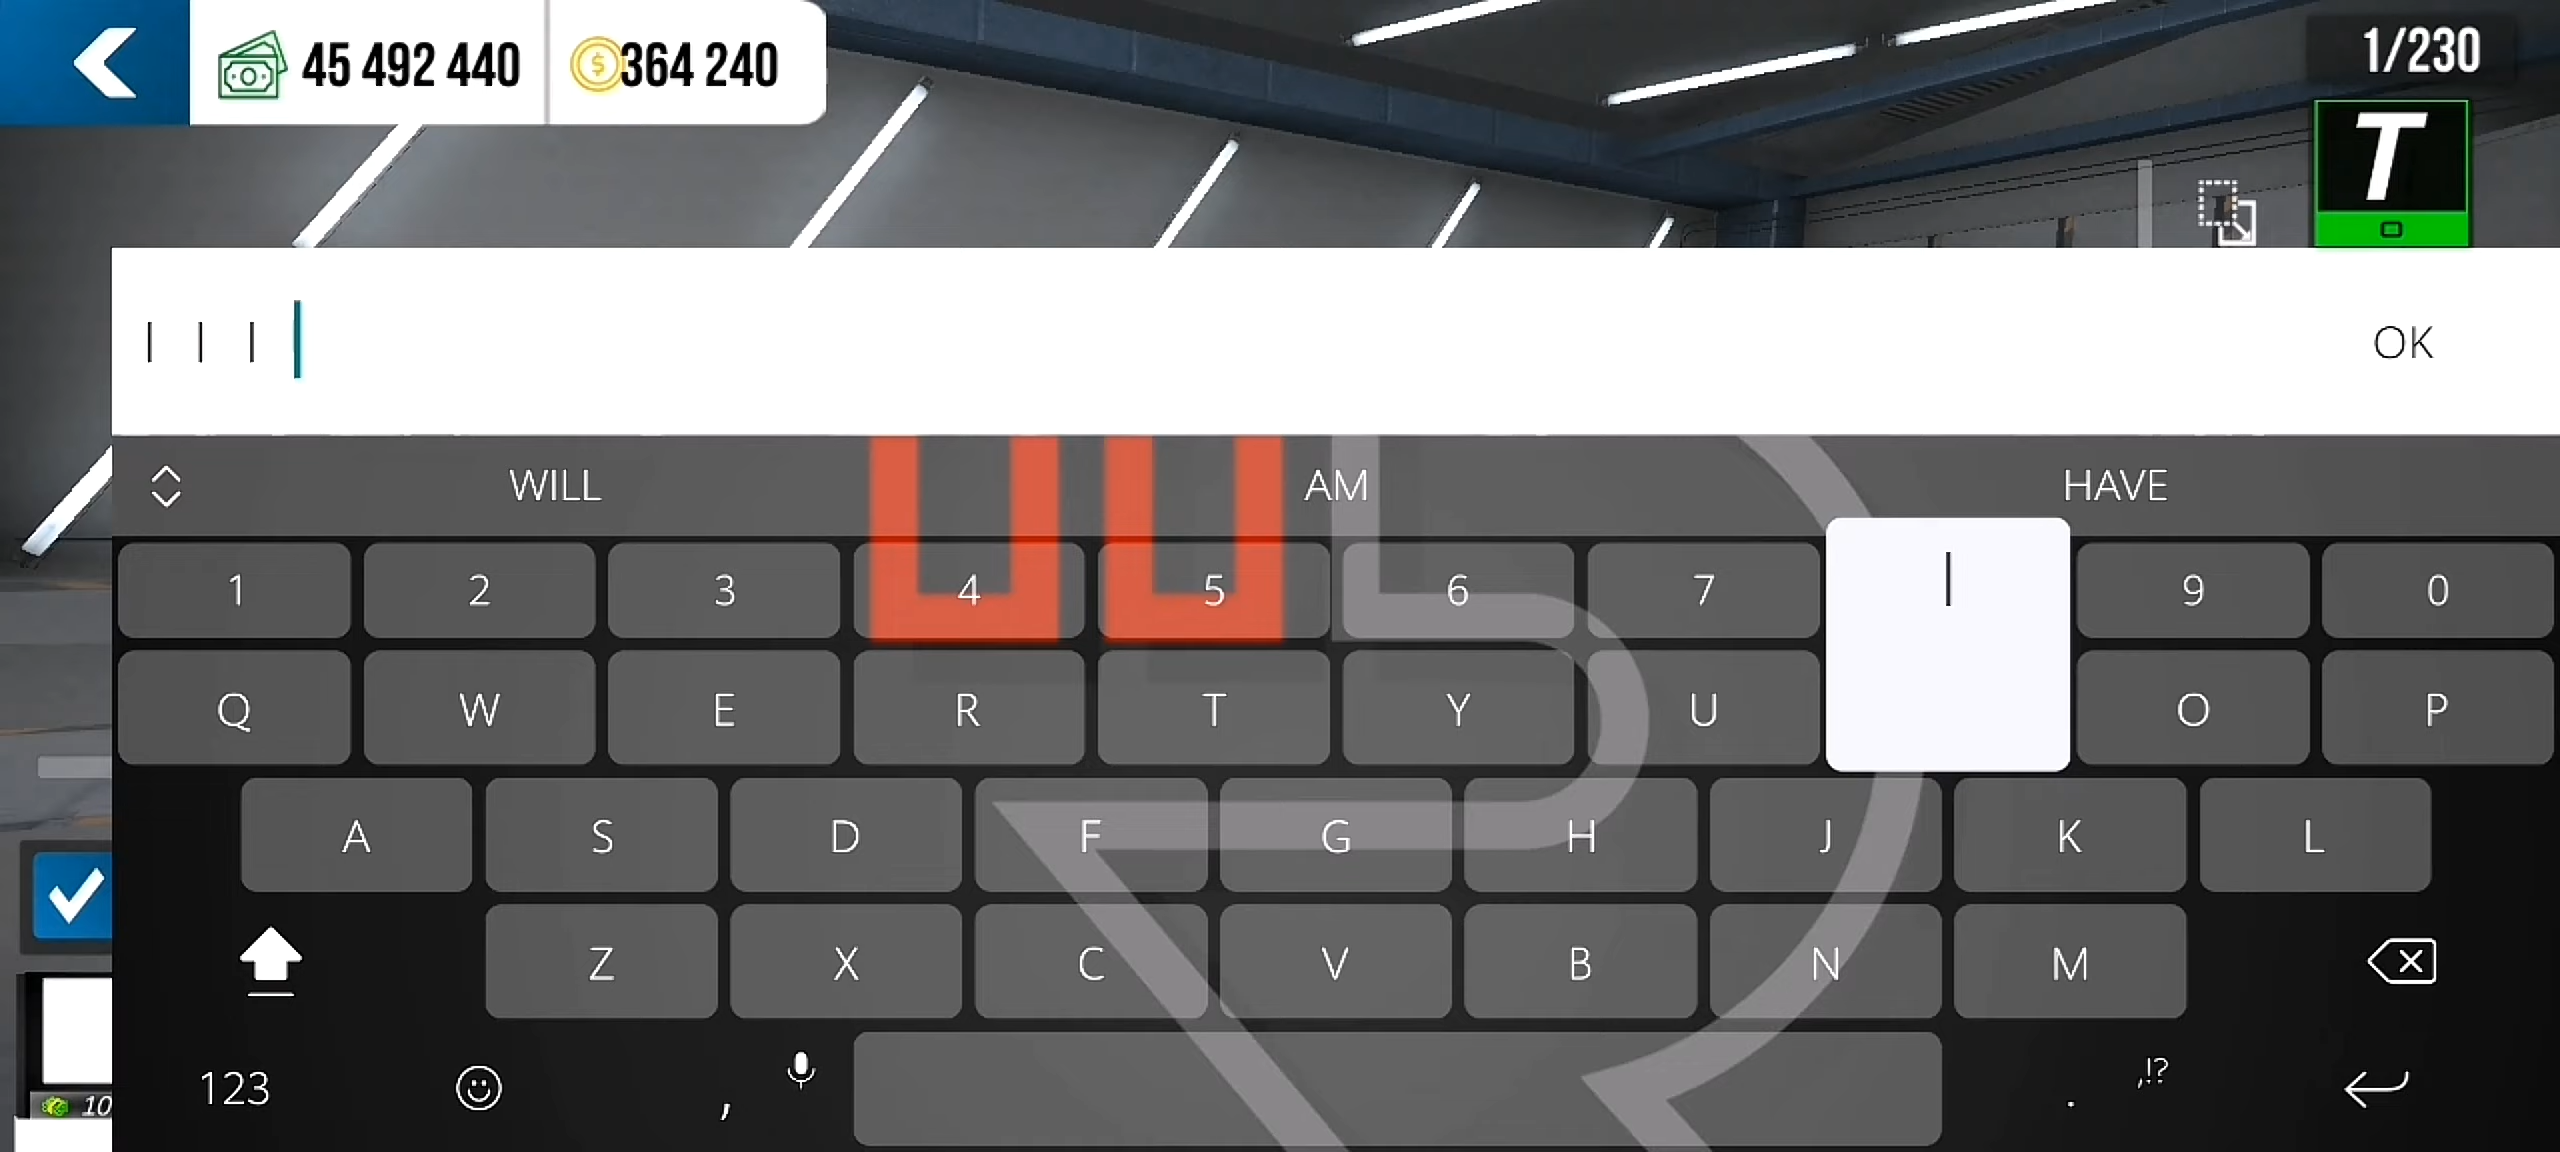 45 492 440 364 240 1/230
T
I I I OK
WILL AM HAVE
1 2 3 4 5 6 7 I 9 0
Q W E R T Y U O P
A S D F G H J K L
Z X C V B N M
123 , .,!?
10